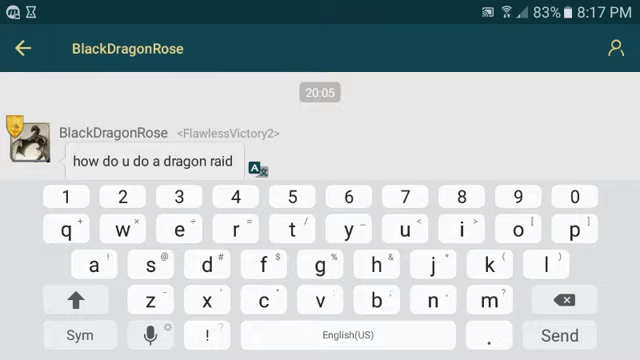 83% 8:17 PM
BlackDragonRose
20:05
BlackDragonRose <FlawlessVictory2>
how do u do a dragon raid
A
1 2 3 4 5 6 7 8 9 0
q + w × e ÷ r = t / y _ u < i > o [ p ]
a ! s @ d # f $ g % h ^ j * k ( l )
z - x ' c " v : b ; n , m ?
Sym ! ? English(US) . Send